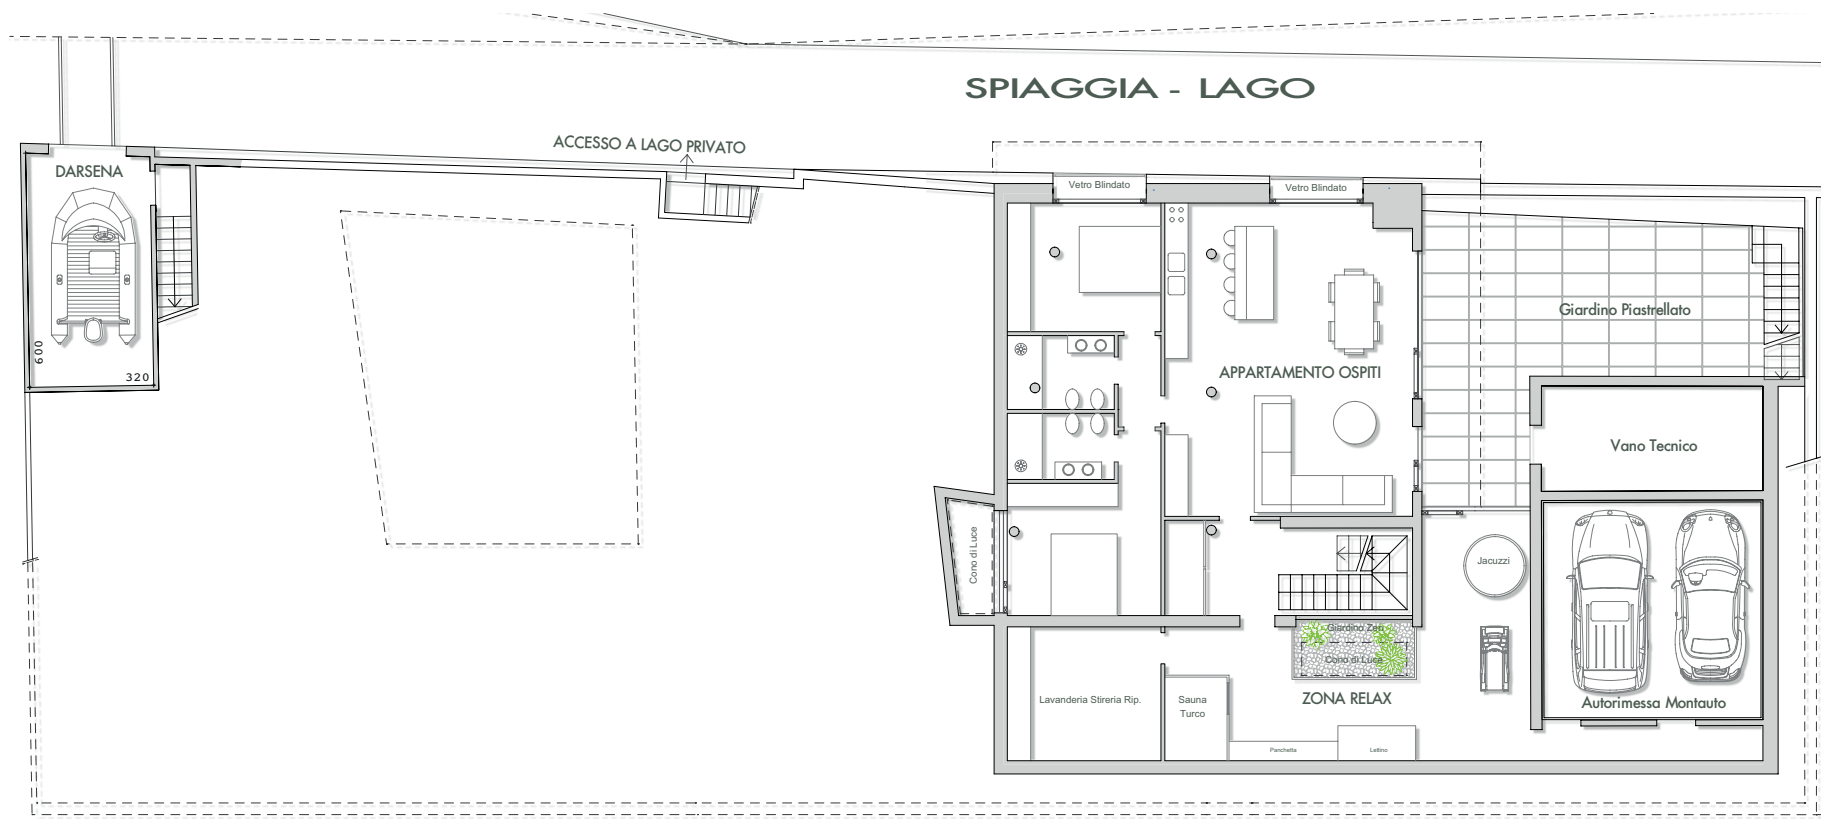 SPIAGGIA - LAGO
ACCESSO A LAGO PRIVATO
DARSENA
Vetro Blindato
Vetro Blindato
Giardino Piastrellato
600
320
APPARTAMENTO OSPITI
Vano Tecnico
Cono di Luce
Jacuzzi
Giardino Zen
Cono di Luce
Lavanderia Stireria Rip.
Sauna
Turco
ZONA RELAX
Autorimessa Montauto
Panchetta
Lettino